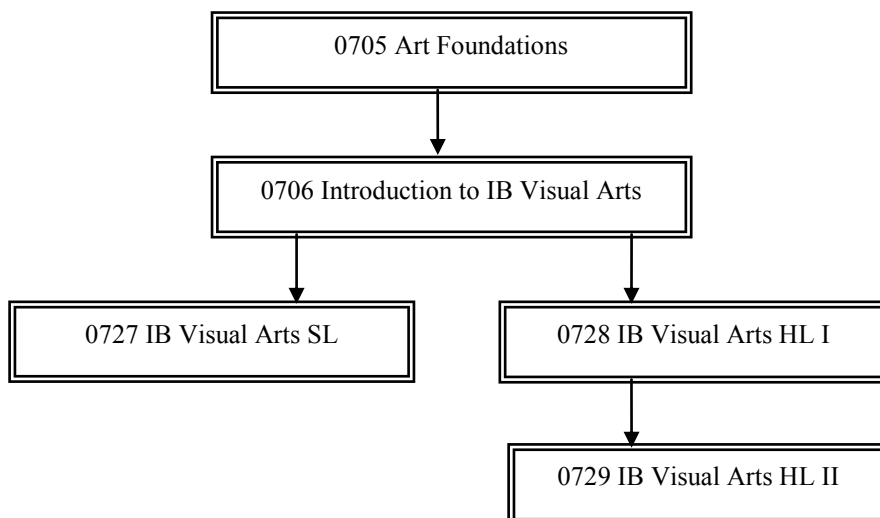 0705 Art Foundations
0706 Introduction to IB Visual Arts
0727 IB Visual Arts SL
0728 IB Visual Arts HL I
0729 IB Visual Arts HL II